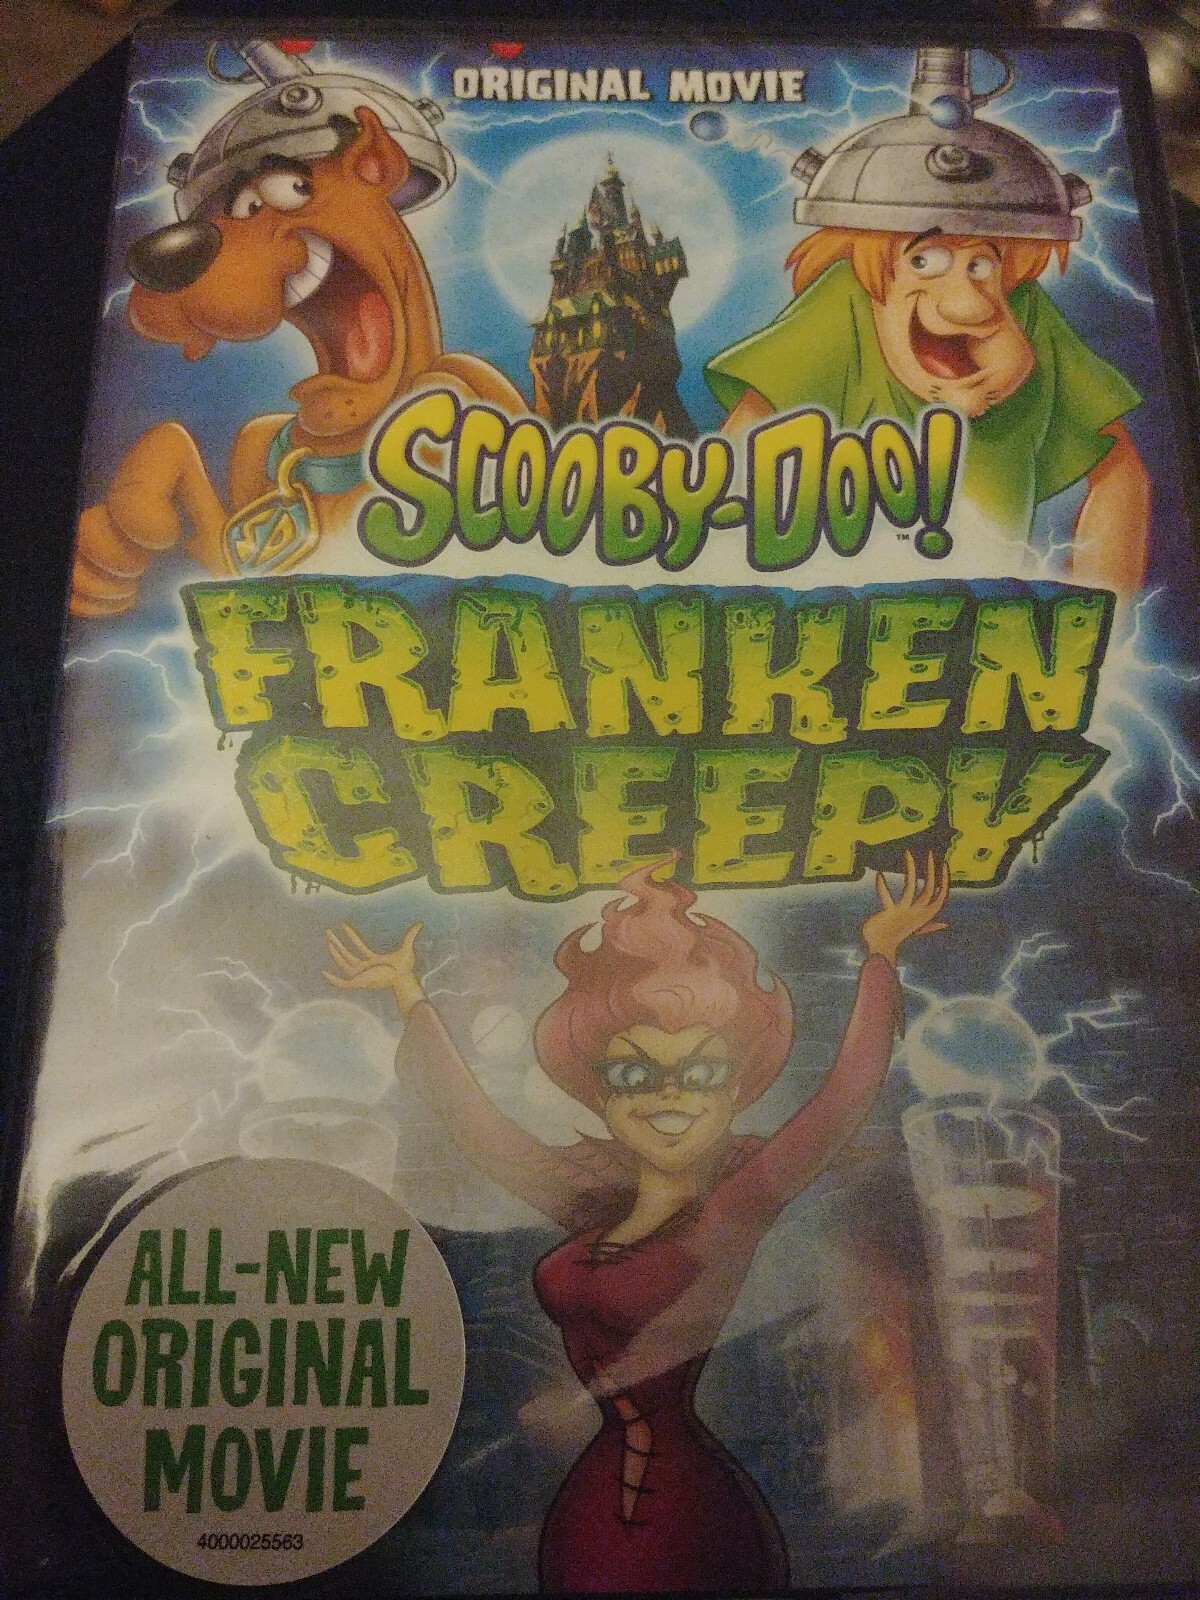 ORIGINAL MOVIE
SCOOBY-DOO!
™
FRANKEN
CREEPY
ALL-NEW
ORIGINAL
MOVIE
4000025563